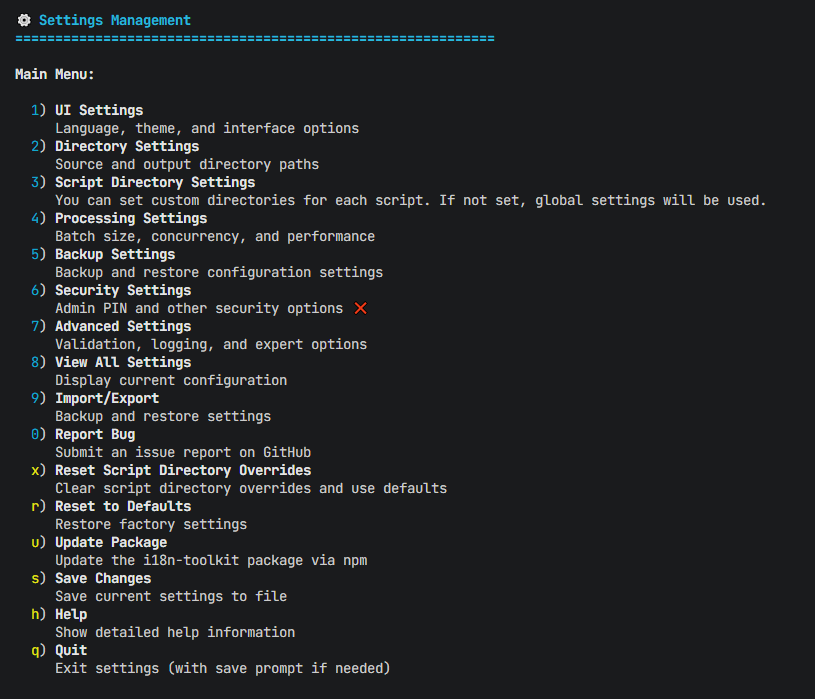 ⚙ Settings Management
============================================================
Main Menu:
1) UI Settings
Language, theme, and interface options
2) Directory Settings
Source and output directory paths
3) Script Directory Settings
You can set custom directories for each script. If not set, global settings will be used.
4) Processing Settings
Batch size, concurrency, and performance
5) Backup Settings
Backup and restore configuration settings
6) Security Settings
Admin PIN and other security options ❌
7) Advanced Settings
Validation, logging, and expert options
8) View All Settings
Display current configuration
9) Import/Export
Backup and restore settings
0) Report Bug
Submit an issue report on GitHub
x) Reset Script Directory Overrides
Clear script directory overrides and use defaults
r) Reset to Defaults
Restore factory settings
u) Update Package
Update the i18n-toolkit package via npm
s) Save Changes
Save current settings to file
h) Help
Show detailed help information
q) Quit
Exit settings (with save prompt if needed)